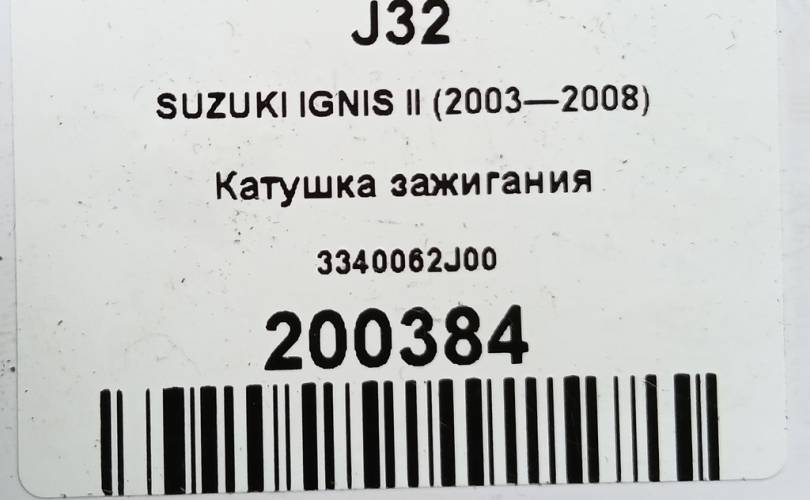 J32
SUZUKI IGNIS II (2003—2008)
Катушка зажигания
3340062J00
200384